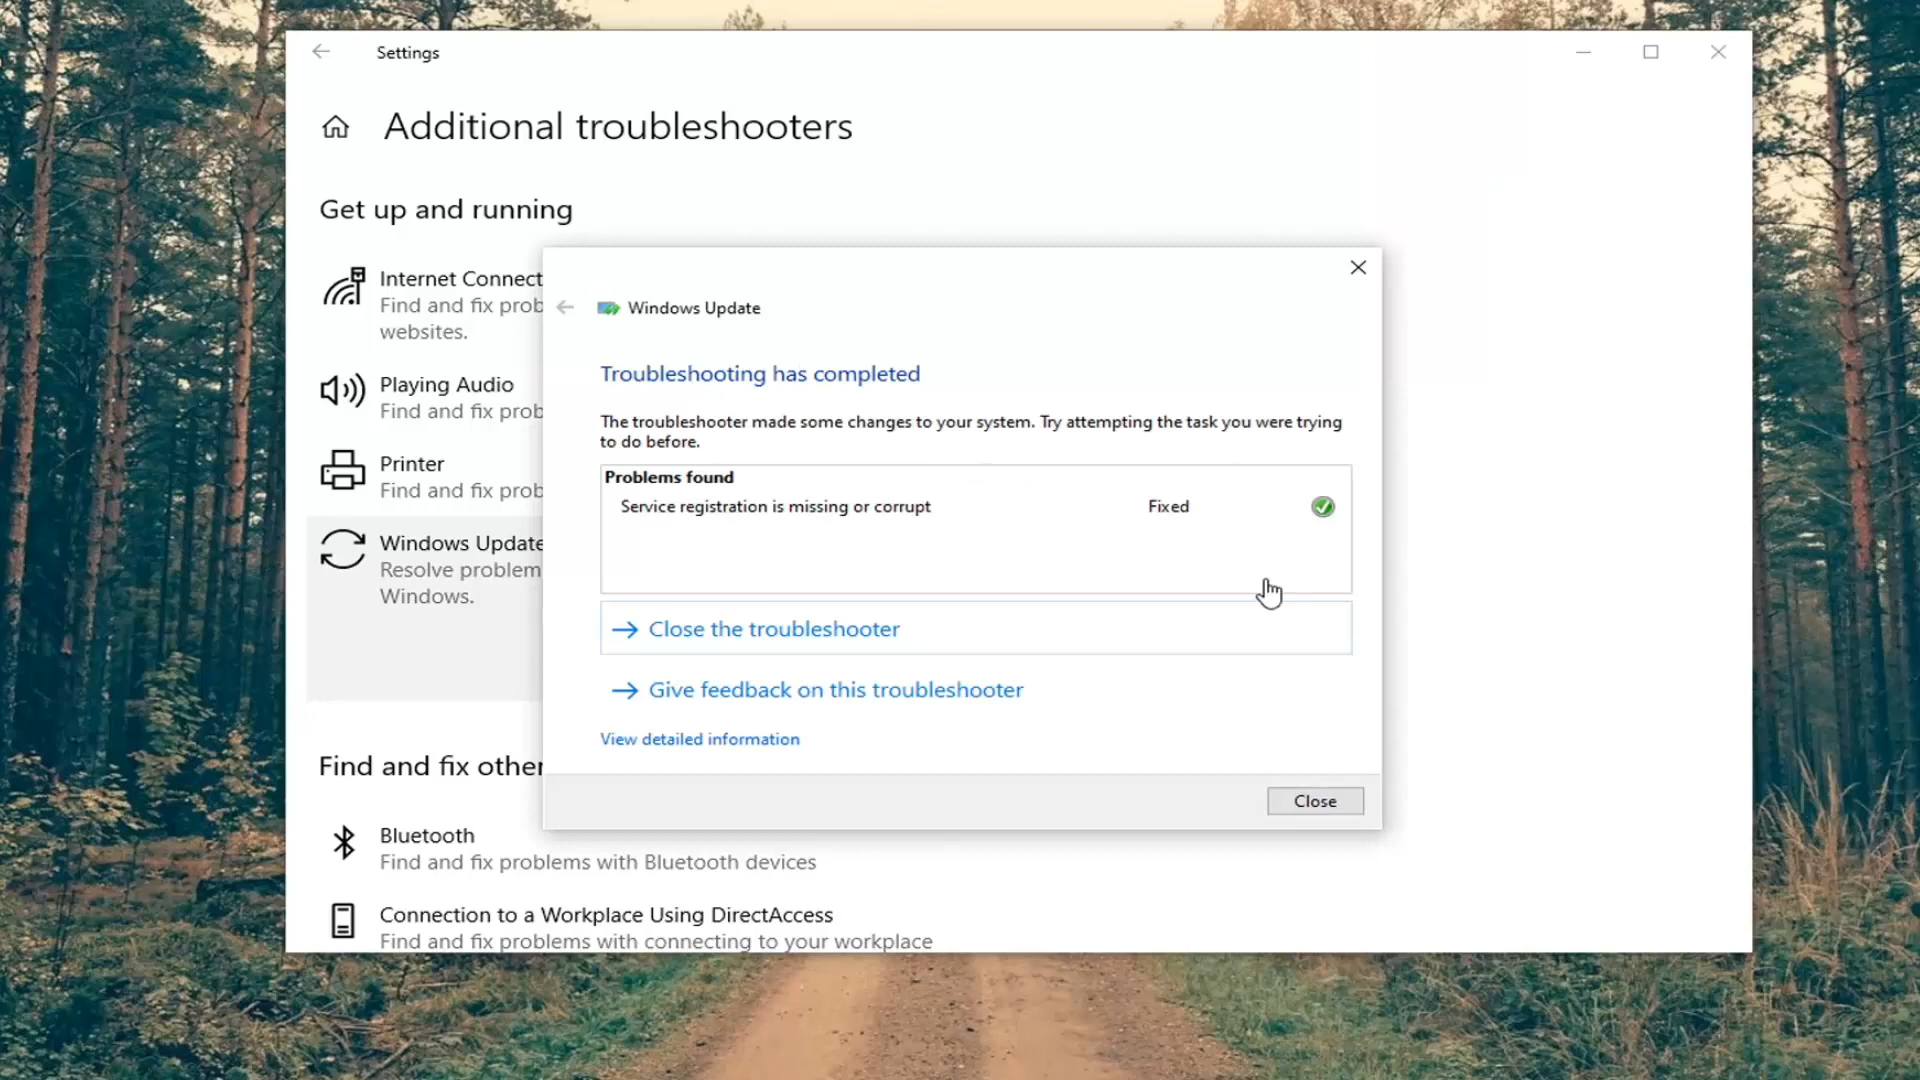 Settings
Additional troubleshooters
Get up and running
Internet Connect
Find and fix prob
websites.
Playing Audio
Find and fix prob
Printer
Find and fix prob
Windows Update
Resolve problem
Windows.
Find and fix other
Bluetooth
Find and fix problems with Bluetooth devices
Connection to a Workplace Using DirectAccess
Find and fix problems with connecting to your workplace
Windows Update
Troubleshooting has completed
The troubleshooter made some changes to your system. Try attempting the task you were trying
to do before.
Problems found
Service registration is missing or corrupt Fixed
Close the troubleshooter
Give feedback on this troubleshooter
View detailed information
Close